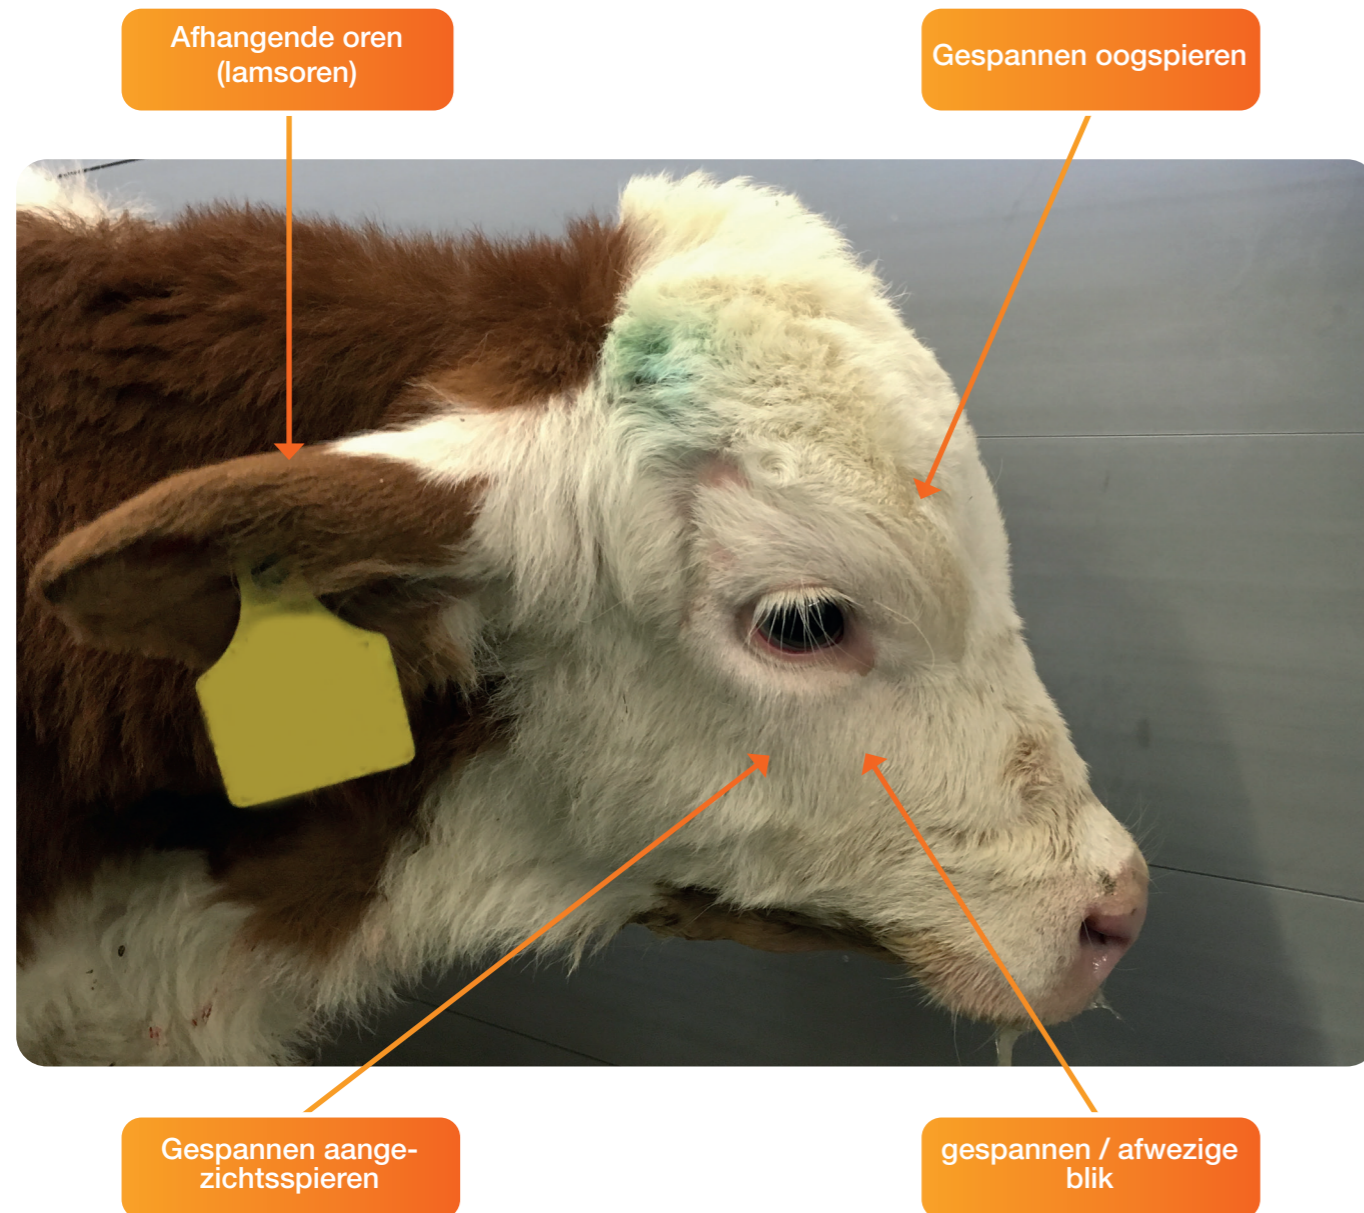 Afhangende oren
(lamsoren)
Gespannen oogspieren
Gespannen aange-
zichtsspieren
gespannen / afwezige
blik